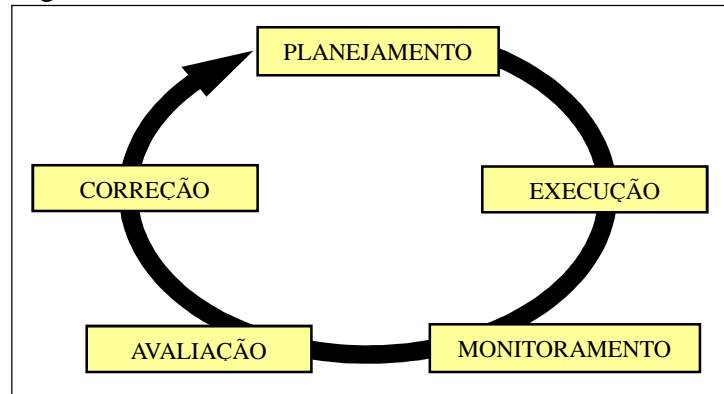 PLANEJAMENTO
EXECUÇÃO
MONITORAMENTO
AVALIAÇÃO
CORREÇÃO